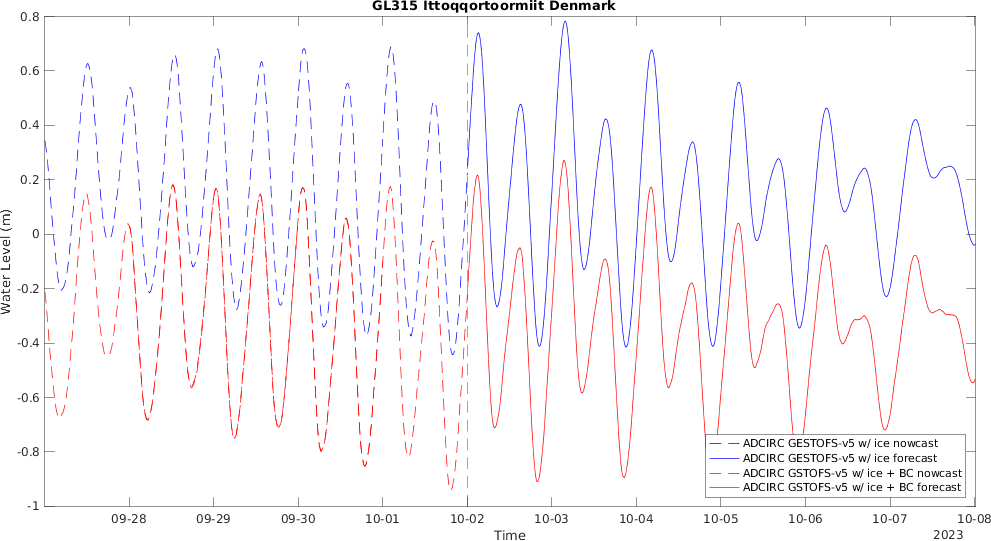 GL315 Ittoqqortoormiit Denmark
Water Level (m)
0.8
0.6
0.4
0.2
0
-0.2
-0.4
-0.6
-0.8
-1
ADCIRC GESTOFS-v5 w/ ice nowcast
ADCIRC GESTOFS-v5 w/ ice forecast
ADCIRC GSTOFS-v5 w/ ice + BC nowcast
ADCIRC GSTOFS-v5 w/ ice + BC forecast
09-28 09-29 09-30 10-01 10-02 10-03 10-04 10-05 10-06 10-07 10-08
Time
2023